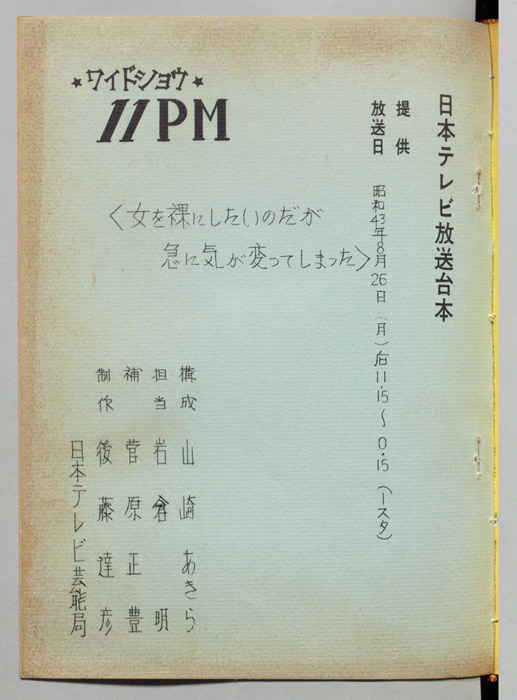 日本テレビ放送台本
提供
放送日 昭和43年8月26日(月)后11.15〜0.15(一スタ)
★ワイドショウ★
11PM
〈女を裸にしたいのだが
急に気が変ってしまった〉
構成 山崎あきら
担当 岩倉明
補 菅原正豊
制作 後藤達彦
日本テレビ芸能局